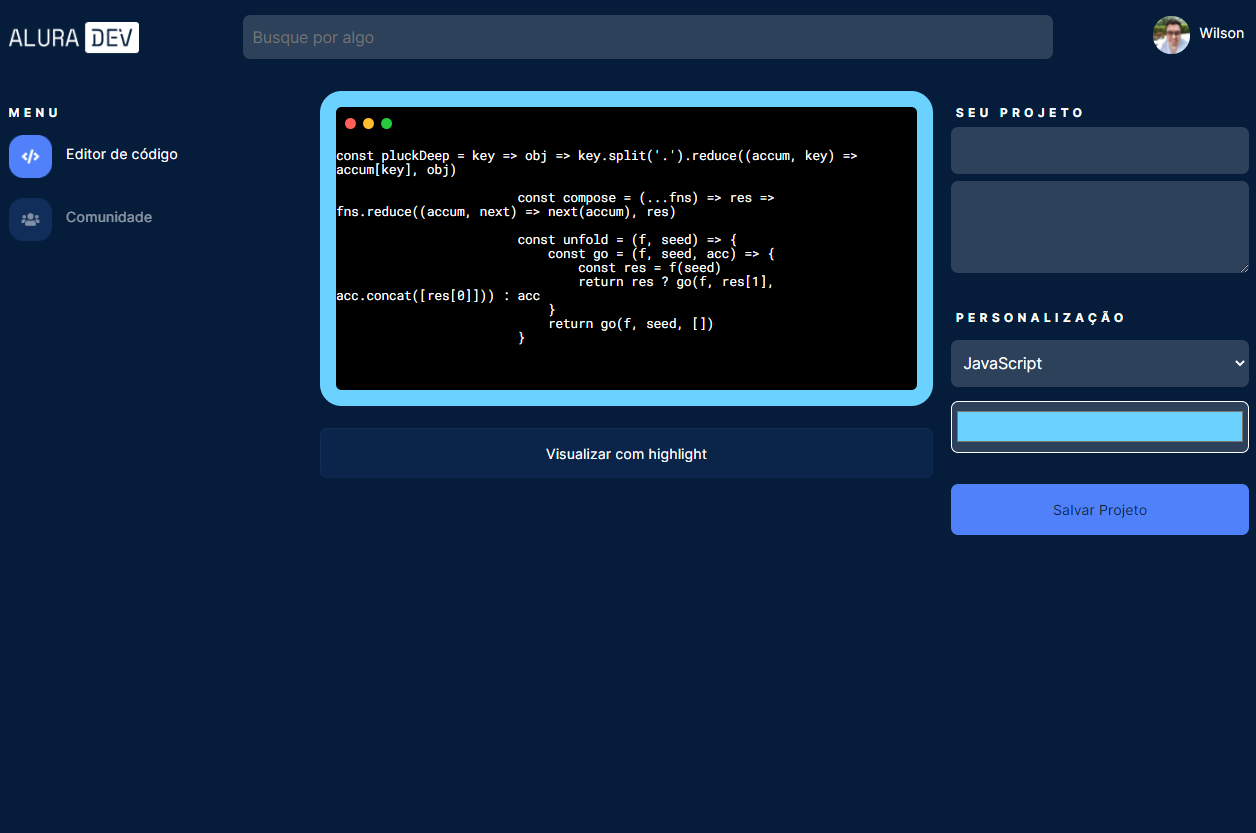 ALURA DEV
Busque por algo
Wilson
MENU
Editor de código
Comunidade
const pluckDeep = key => obj => key.split('.').reduce((accum, key) =>
accum[key], obj)
const compose = (...fns) => res =>
fns.reduce((accum, next) => next(accum), res)
const unfold = (f, seed) => {
const go = (f, seed, acc) => {
const res = f(seed)
return res ? go(f, res[1],
acc.concat([res[0]])) : acc
}
return go(f, seed, [])
}
Visualizar com highlight
SEU PROJETO
PERSONALIZAÇÃO
JavaScript
Salvar Projeto